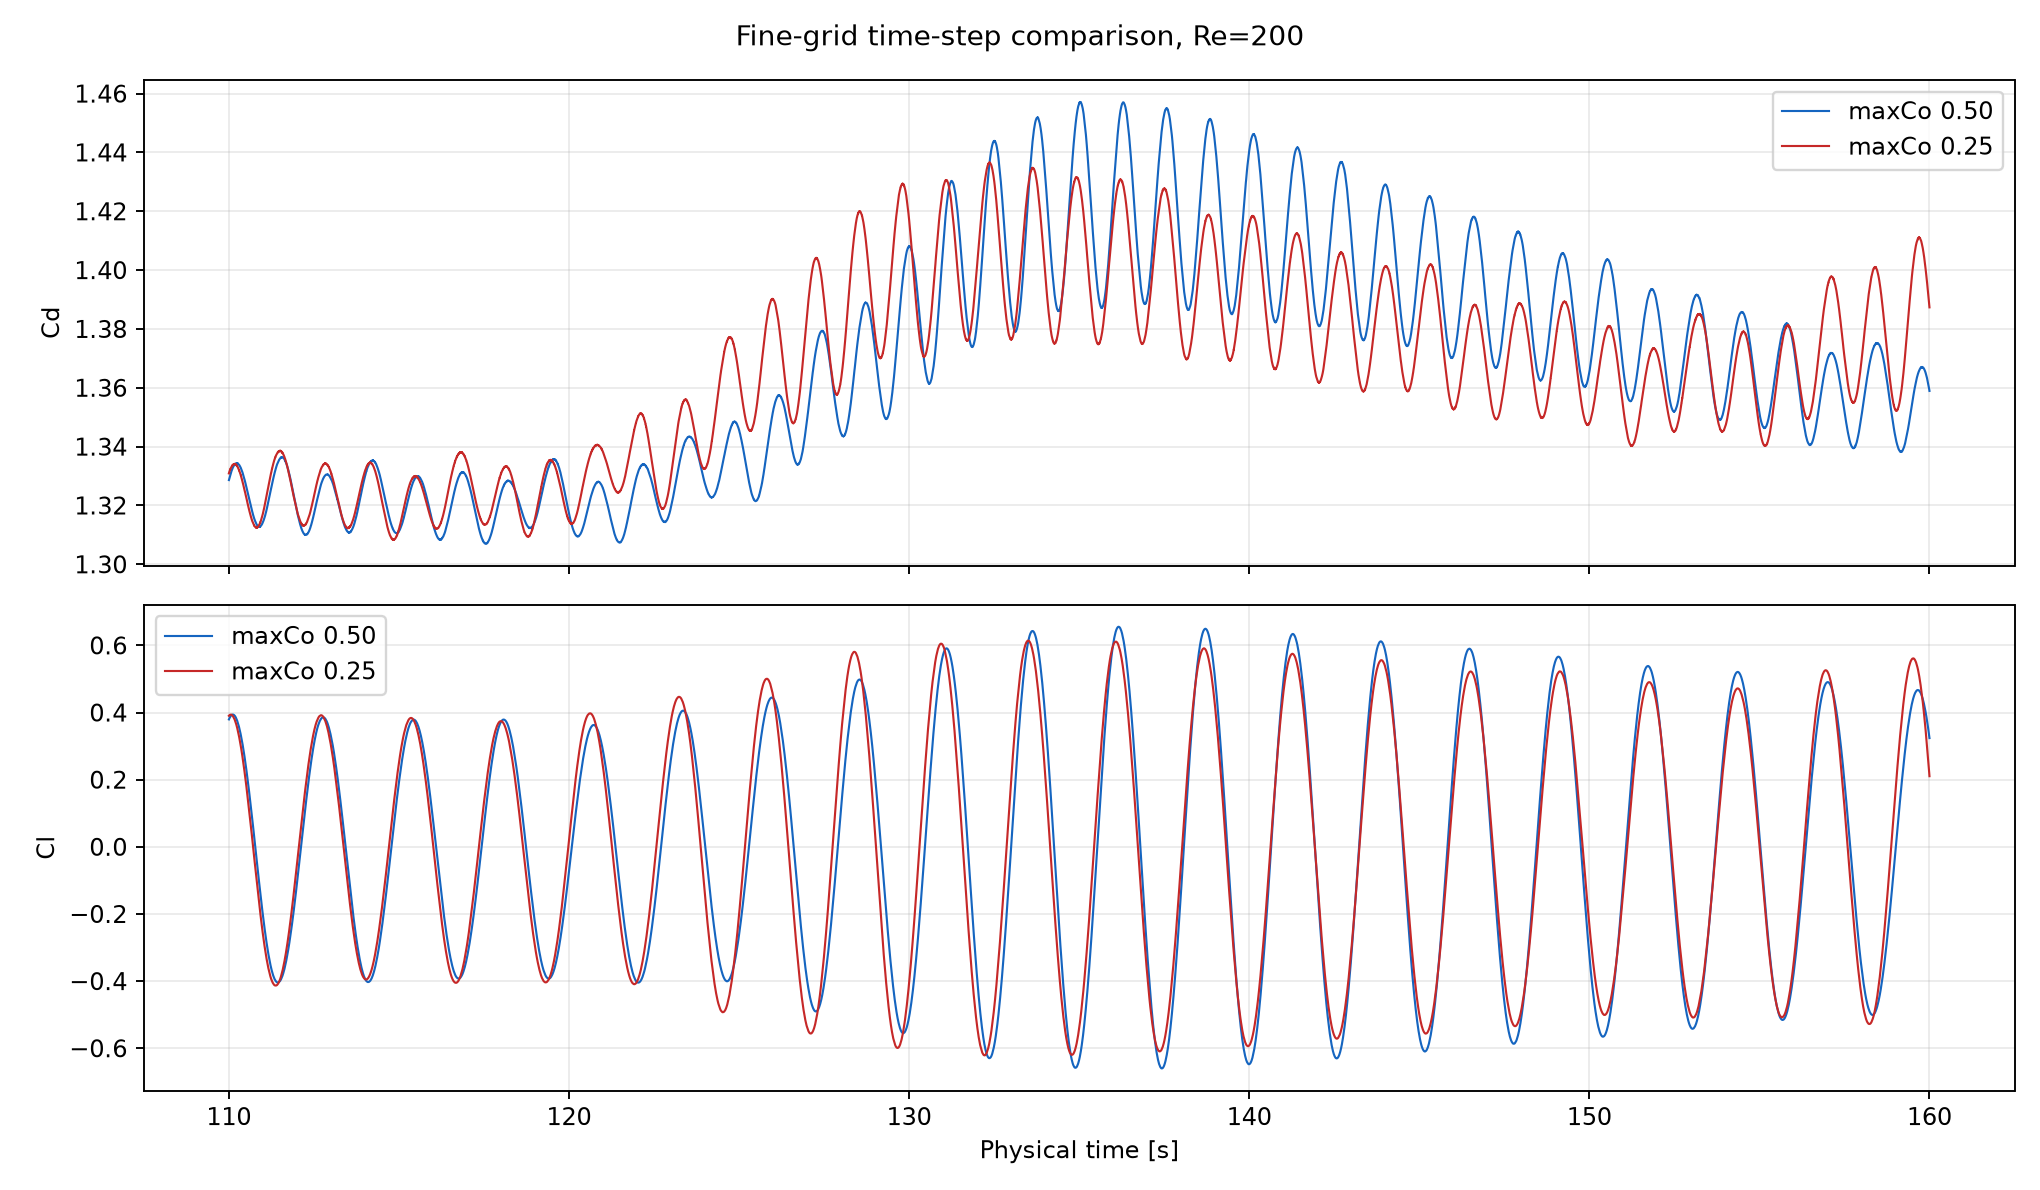 Fine-grid time-step comparison, Re=200
1.46
1.44
1.42
1.40
1.38
1.36
1.34
1.32
1.30
Cd
maxCo 0.50
maxCo 0.25
0.6
0.4
0.2
0.0
−0.2
−0.4
−0.6
Cl
maxCo 0.50
maxCo 0.25
110 120 130 140 150 160
Physical time [s]